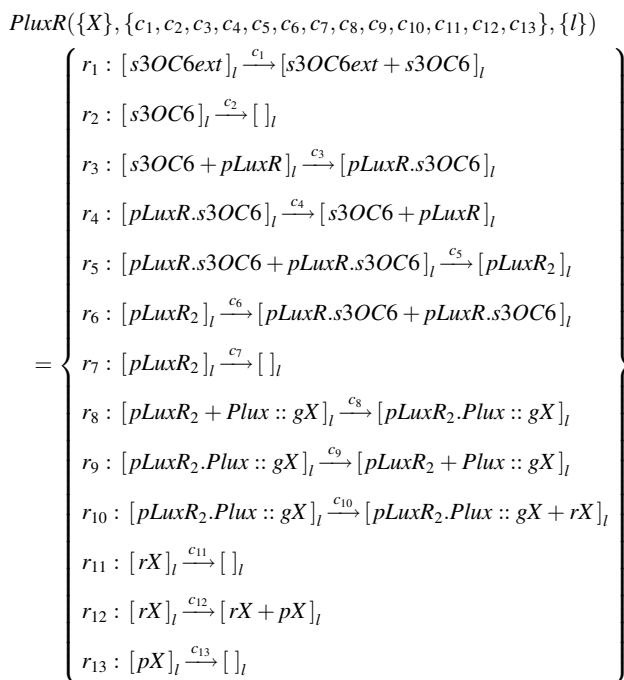 PluxR({X}, {c₁, c₂, c₃, c₄, c₅, c₆, c₇, c₈, c₉, c₁₀, c₁₁, c₁₂, c₁₃}, {l})
r₁ : [s3OC6ext]ₗ —c₁→ [s3OC6ext + s3OC6]ₗ
r₂ : [s3OC6]ₗ —c₂→ [ ]ₗ
r₃ : [s3OC6 + pLuxR]ₗ —c₃→ [pLuxR.s3OC6]ₗ
r₄ : [pLuxR.s3OC6]ₗ —c₄→ [s3OC6 + pLuxR]ₗ
r₅ : [pLuxR.s3OC6 + pLuxR.s3OC6]ₗ —c₅→ [pLuxR₂]ₗ
r₆ : [pLuxR₂]ₗ —c₆→ [pLuxR.s3OC6 + pLuxR.s3OC6]ₗ
= { r₇ : [pLuxR₂]ₗ —c₇→ [ ]ₗ }
r₈ : [pLuxR₂ + Plux :: gX]ₗ —c₈→ [pLuxR₂.Plux :: gX]ₗ
r₉ : [pLuxR₂.Plux :: gX]ₗ —c₉→ [pLuxR₂ + Plux :: gX]ₗ
r₁₀ : [pLuxR₂.Plux :: gX]ₗ —c₁₀→ [pLuxR₂.Plux :: gX + rX]ₗ
r₁₁ : [rX]ₗ —c₁₁→ [ ]ₗ
r₁₂ : [rX]ₗ —c₁₂→ [rX + pX]ₗ
r₁₃ : [pX]ₗ —c₁₃→ [ ]ₗ